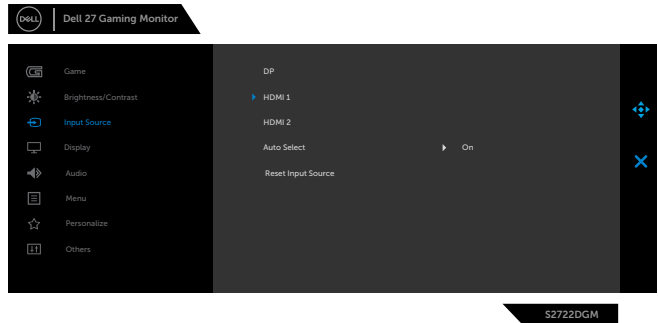 DELL Dell 27 Gaming Monitor
Game
Brightness/Contrast
Input Source
Display
Audio
Menu
Personalize
Others
DP
HDMI 1
HDMI 2
Auto Select On
Reset Input Source
S2722DGM